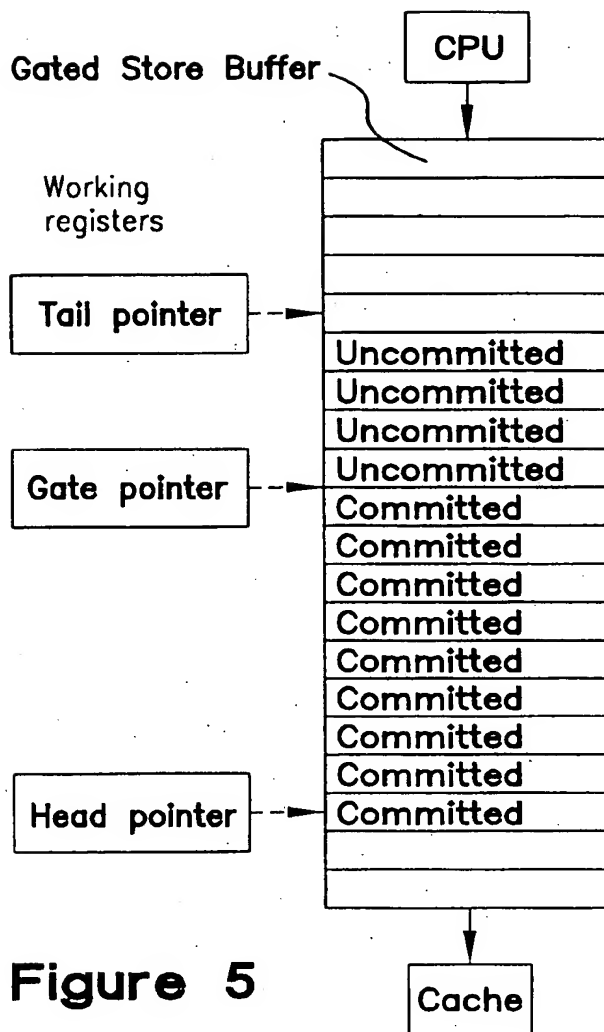 CPU
Gated Store Buffer
Working
registers
Tail pointer
Uncommitted
Uncommitted
Uncommitted
Uncommitted
Gate pointer
Committed
Committed
Committed
Committed
Committed
Committed
Committed
Committed
Head pointer
Committed
Figure 5
Cache